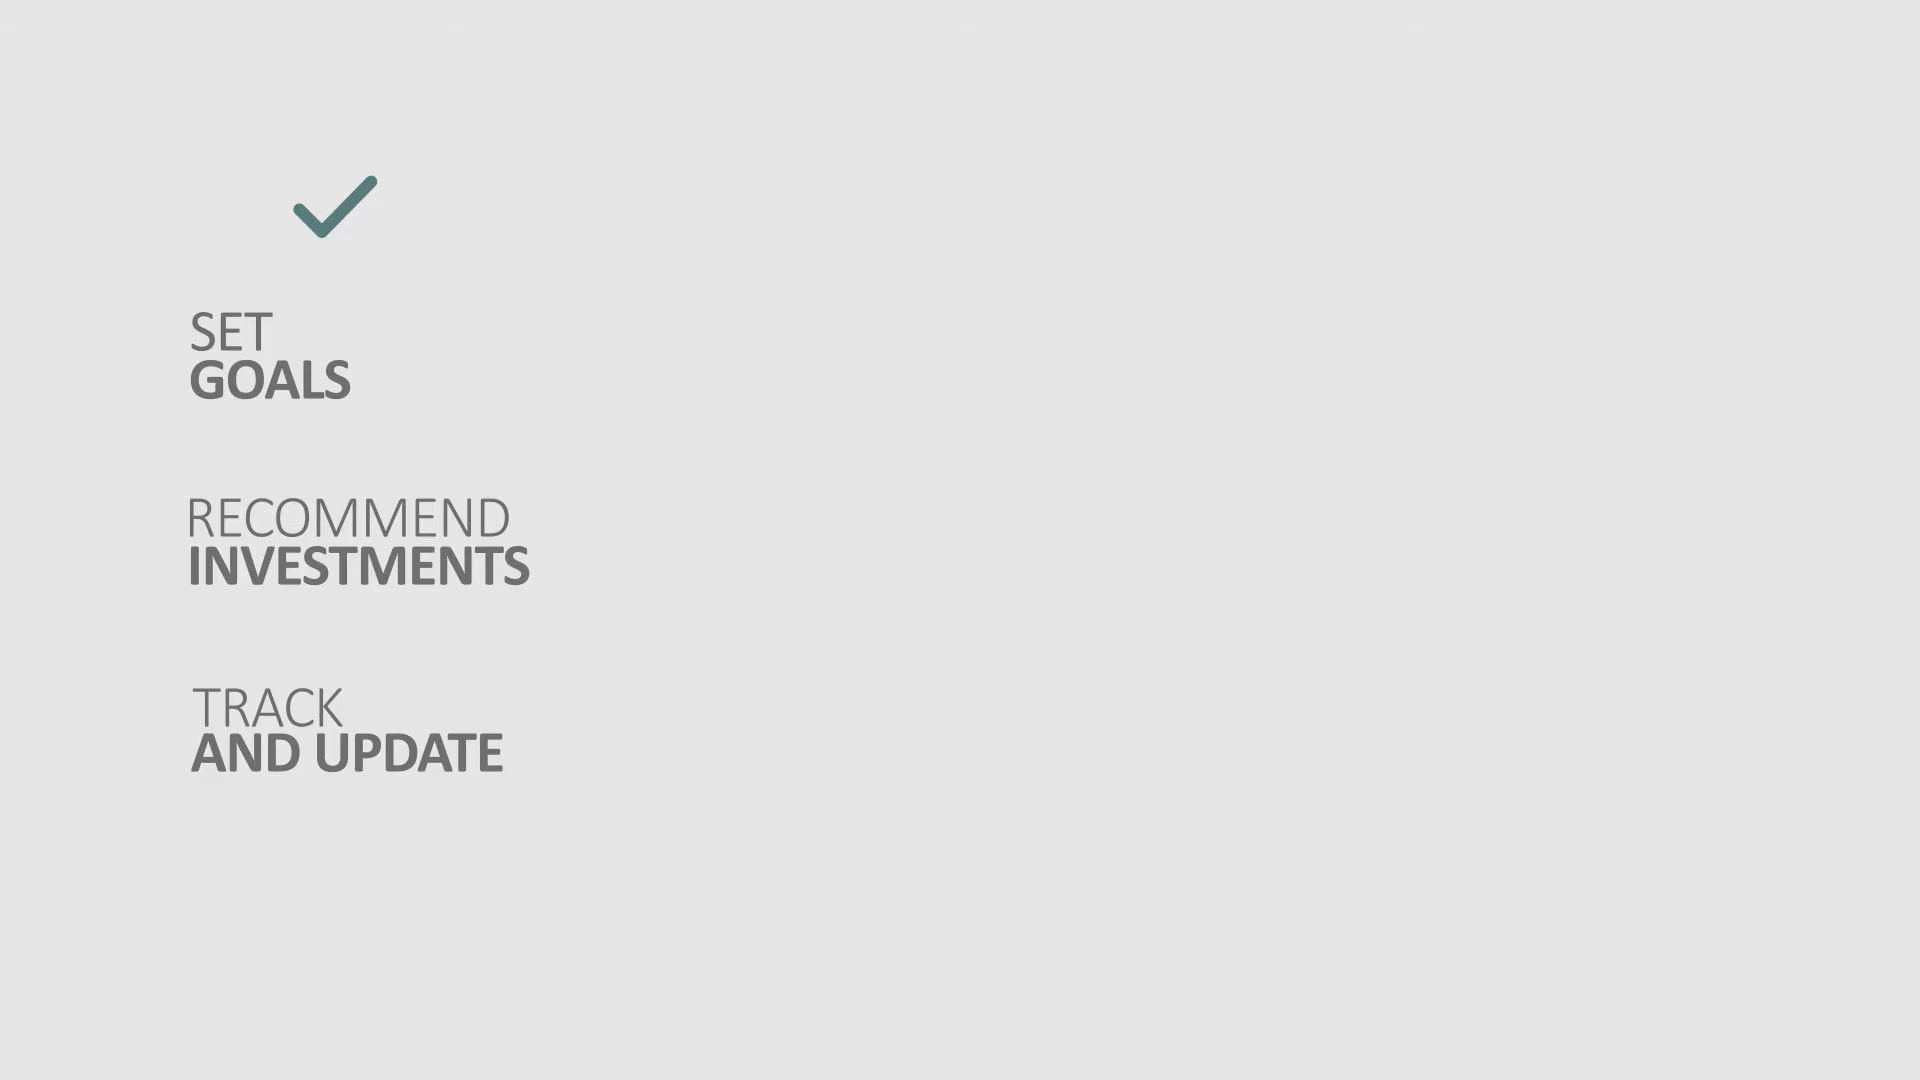 SET
GOALS
RECOMMEND
INVESTMENTS
TRACK
AND UPDATE